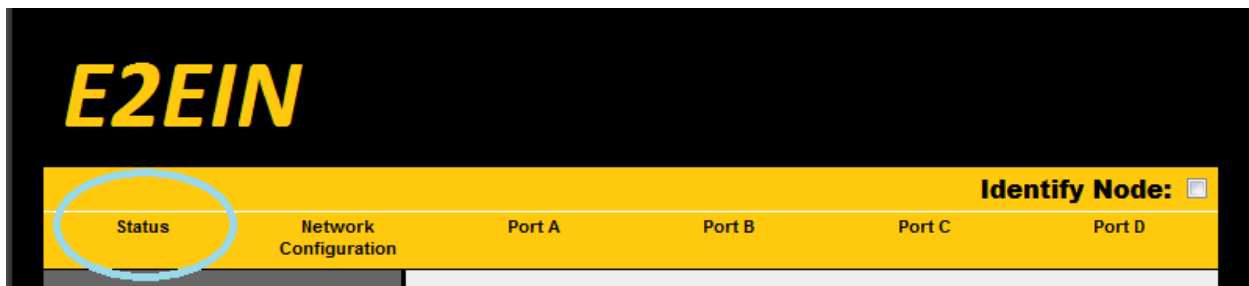 E2EIN
Identify Node:
Status Network Configuration Port A Port B Port C Port D